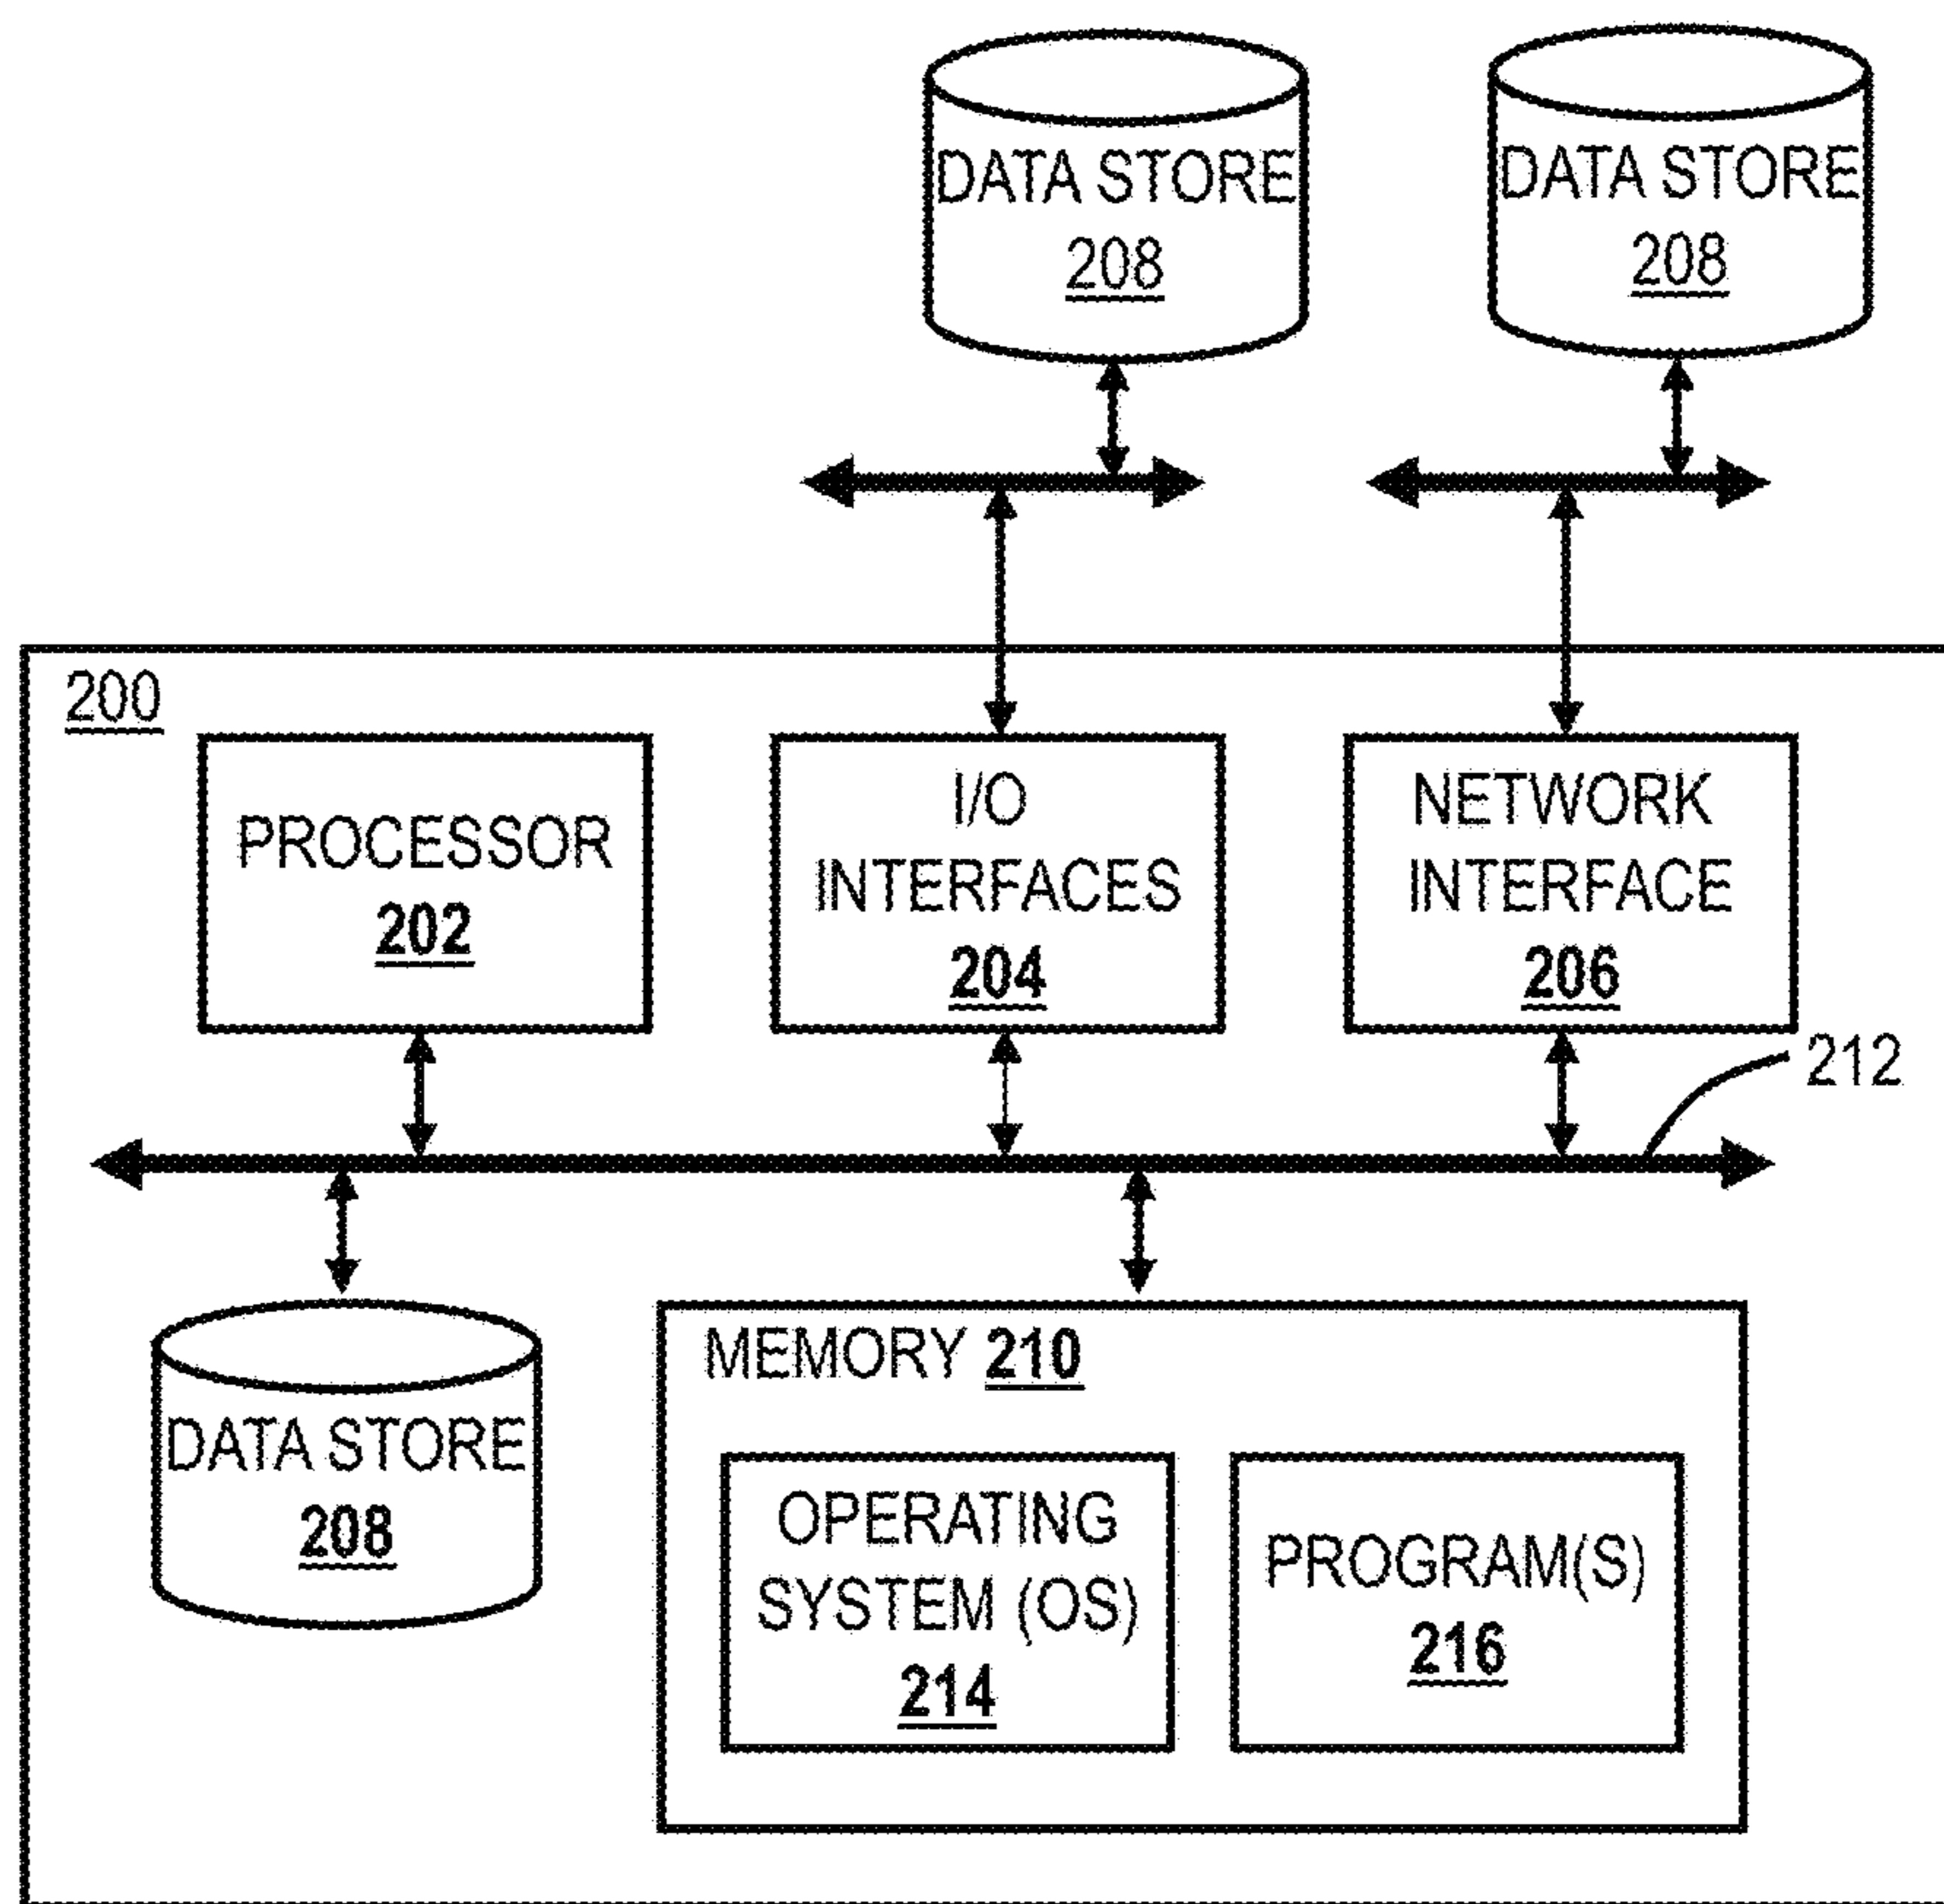 DATA STORE
208
DATA STORE
208
200
PROCESSOR
202
I/O
INTERFACES
204
NETWORK
INTERFACE
206
212
DATA STORE
208
MEMORY 210
OPERATING
SYSTEM (OS)
214
PROGRAM(S)
216